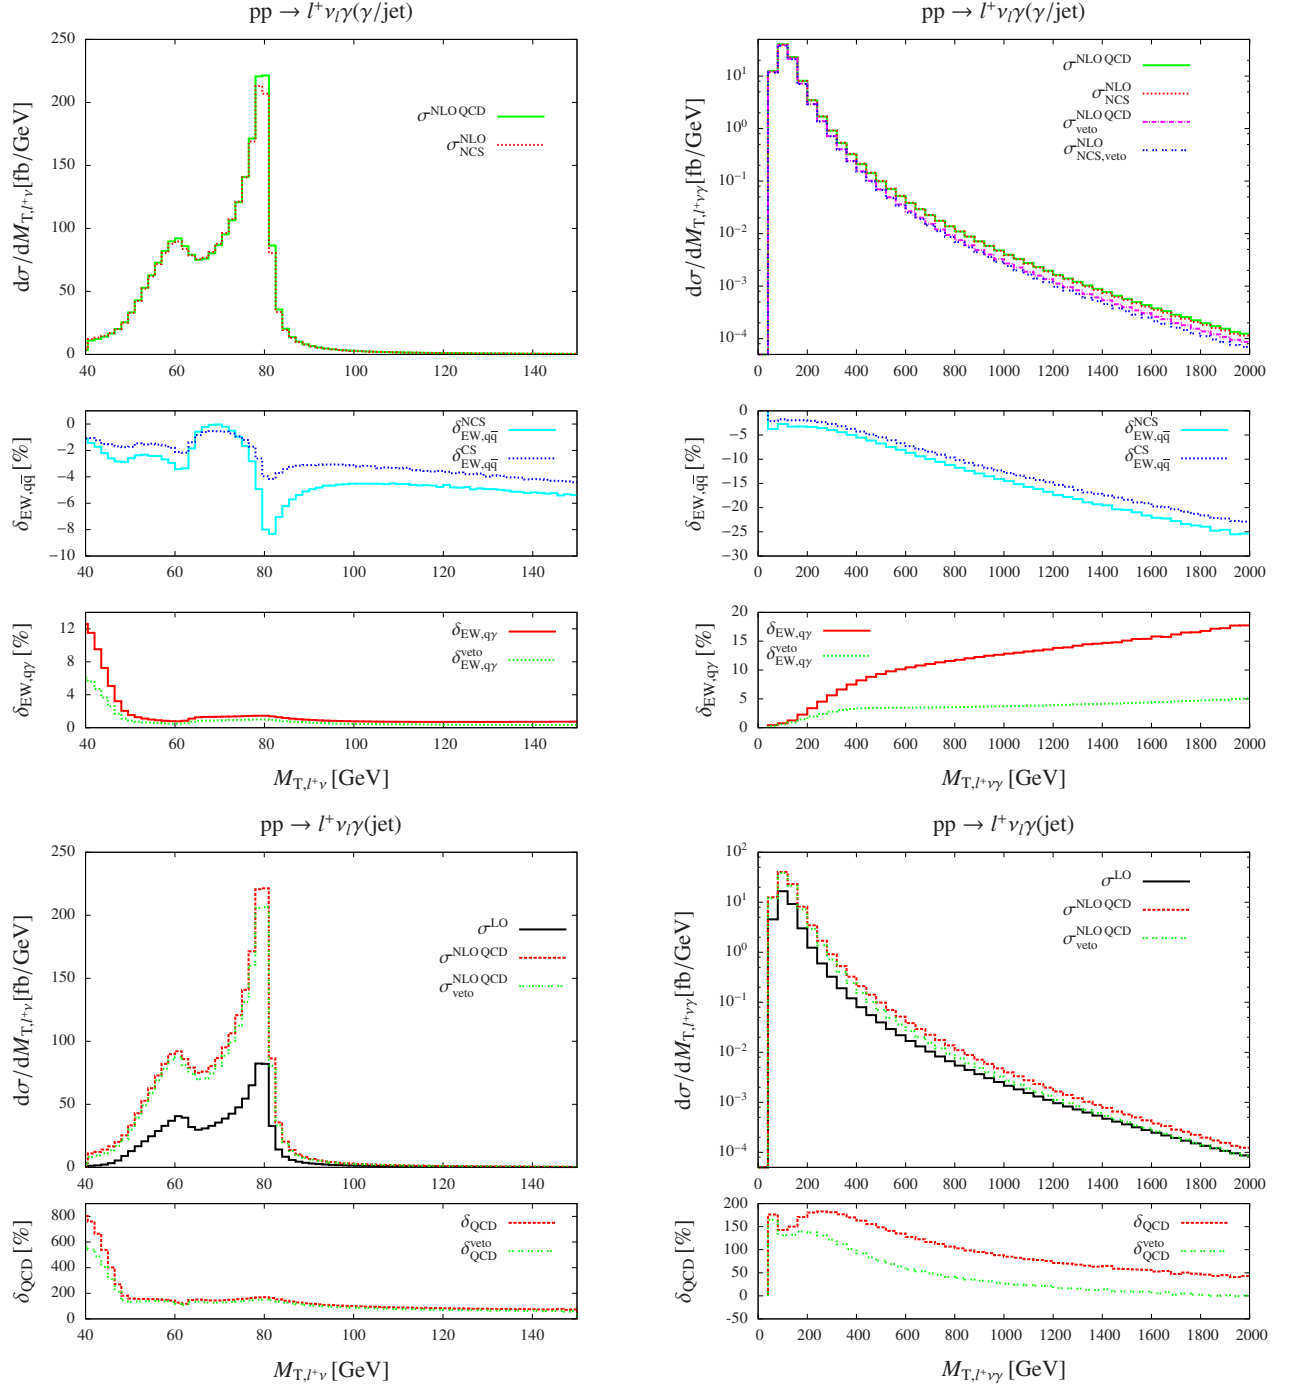 pp → l⁺ν_lγ(γ/jet)
250
200
150
100
50
0
dσ/dM_T,l⁺ν[fb/GeV]
σ^NLO QCD
σ^NLO_NCS
40 60 80 100 120 140
0
−2
−4
−6
−8
−10
δ_EW,qq̅ [%]
δ^NCS_EW,qq̅
δ^CS_EW,qq̅
40 60 80 100 120 140
12
8
4
0
δ_EW,qγ [%]
δ_EW,qγ
δ^veto_EW,qγ
40 60 80 100 120 140
M_T,l⁺ν [GeV]
pp → l⁺ν_lγ(γ/jet)
10¹
10⁰
10⁻¹
10⁻²
10⁻³
10⁻⁴
dσ/dM_T,l⁺νγ[fb/GeV]
σ^NLO QCD
σ^NLO_NCS
σ^NLO QCD_veto
σ^NLO_NCS,veto
0 200 400 600 800 1000 1200 1400 1600 1800 2000
0
−5
−10
−15
−20
−25
−30
δ_EW,qq̅ [%]
δ^NCS_EW,qq̅
δ^CS_EW,qq̅
0 200 400 600 800 1000 1200 1400 1600 1800 2000
20
15
10
5
0
δ_EW,qγ [%]
δ_EW,qγ
δ^veto_EW,qγ
0 200 400 600 800 1000 1200 1400 1600 1800 2000
M_T,l⁺νγ [GeV]
pp → l⁺ν_lγ(jet)
250
200
150
100
50
0
dσ/dM_T,l⁺ν[fb/GeV]
σ^LO
σ^NLO QCD
σ^NLO QCD_veto
40 60 80 100 120 140
800
600
400
200
0
δ_QCD [%]
δ_QCD
δ^veto_QCD
40 60 80 100 120 140
M_T,l⁺ν [GeV]
pp → l⁺ν_lγ(jet)
10²
10¹
10⁰
10⁻¹
10⁻²
10⁻³
10⁻⁴
dσ/dM_T,l⁺νγ[fb/GeV]
σ^LO
σ^NLO QCD
σ^NLO QCD_veto
0 200 400 600 800 1000 1200 1400 1600 1800 2000
200
150
100
50
0
-50
δ_QCD [%]
δ_QCD
δ^veto_QCD
0 200 400 600 800 1000 1200 1400 1600 1800 2000
M_T,l⁺νγ [GeV]